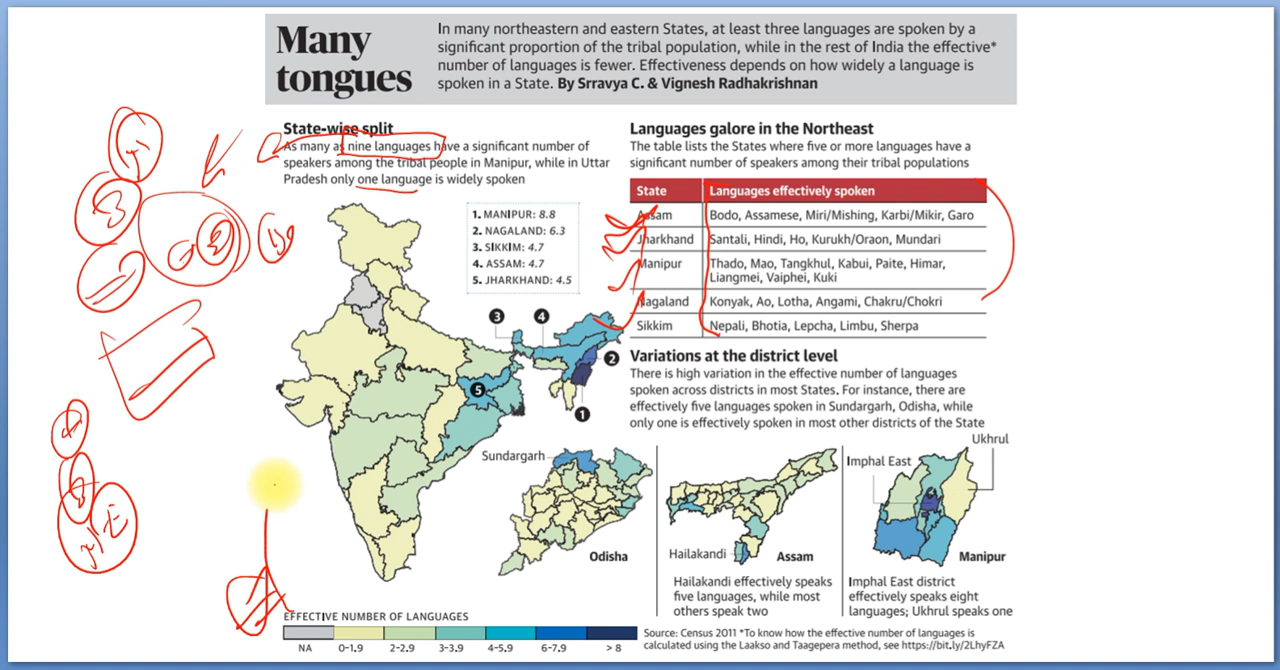 Many
tongues
In many northeastern and eastern States, at least three languages are spoken by a
significant proportion of the tribal population, while in the rest of India the effective*
number of languages is fewer. Effectiveness depends on how widely a language is
spoken in a State. By Srravya C. & Vignesh Radhakrishnan
State-wise split
As many as nine languages have a significant number of
speakers among the tribal people in Manipur, while in Uttar
Pradesh only one language is widely spoken
1. MANIPUR: 8.8
2. NAGALAND: 6.3
3. SIKKIM: 4.7
4. ASSAM: 4.7
5. JHARKHAND: 4.5
3
4
2
5
1
EFFECTIVE NUMBER OF LANGUAGES
NA 0-1.9 2-2.9 3-3.9 4-5.9 6-7.9 > 8
Languages galore in the Northeast
The table lists the States where five or more languages have a
significant number of speakers among their tribal populations
State Languages effectively spoken
Assam Bodo, Assamese, Miri/Mishing, Karbi/Mikir, Garo
Jharkhand Santali, Hindi, Ho, Kurukh/Oraon, Mundari
Manipur Thado, Mao, Tangkhul, Kabui, Paite, Himar,
Liangmei, Vaiphei, Kuki
Nagaland Konyak, Ao, Lotha, Angami, Chakru/Chokri
Sikkim Nepali, Bhotia, Lepcha, Limbu, Sherpa
Variations at the district level
There is high variation in the effective number of languages
spoken across districts in most States. For instance, there are
effectively five languages spoken in Sundargarh, Odisha, while
only one is effectively spoken in most other districts of the State
Sundargarh
Odisha
Hailakandi
Assam
Hailakandi effectively speaks
five languages, while most
others speak two
Ukhrul
Imphal East
Manipur
Imphal East district
effectively speaks eight
languages; Ukhrul speaks one
Source: Census 2011 *To know how the effective number of languages is
calculated using the Laakso and Taagepera method, see https://bit.ly/2LhyFZA